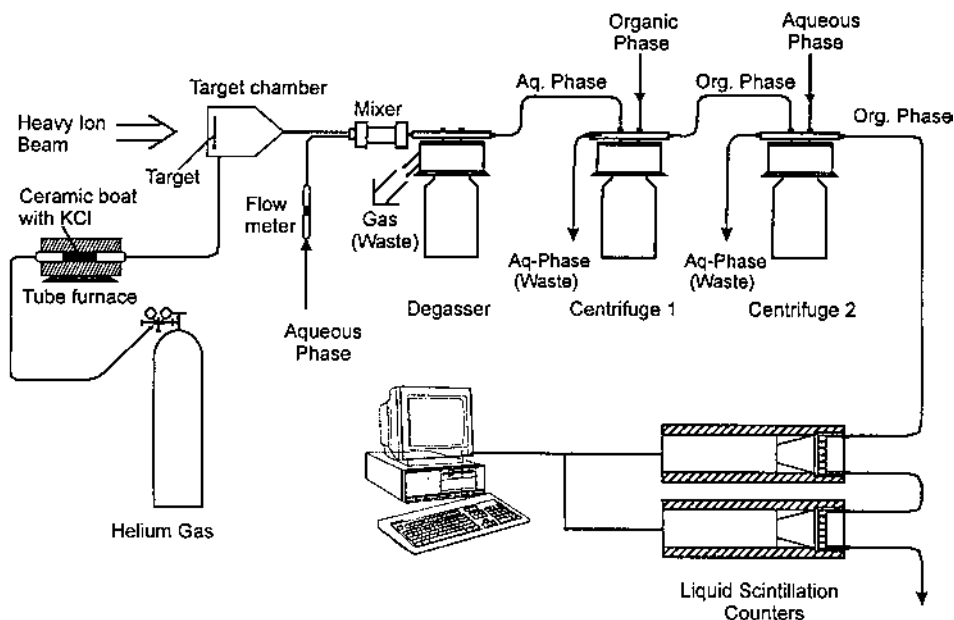 Organic
Phase
Aqueous
Phase
Target chamber
Aq. Phase
Org. Phase
Mixer
Org. Phase
Heavy Ion
Beam
Target
Ceramic boat
with KCl
Flow
meter
Gas
(Waste)
Aq-Phase
(Waste)
Aq-Phase
(Waste)
Tube furnace
Degasser
Centrifuge 1
Centrifuge 2
Aqueous
Phase
Helium Gas
Liquid Scintillation
Counters